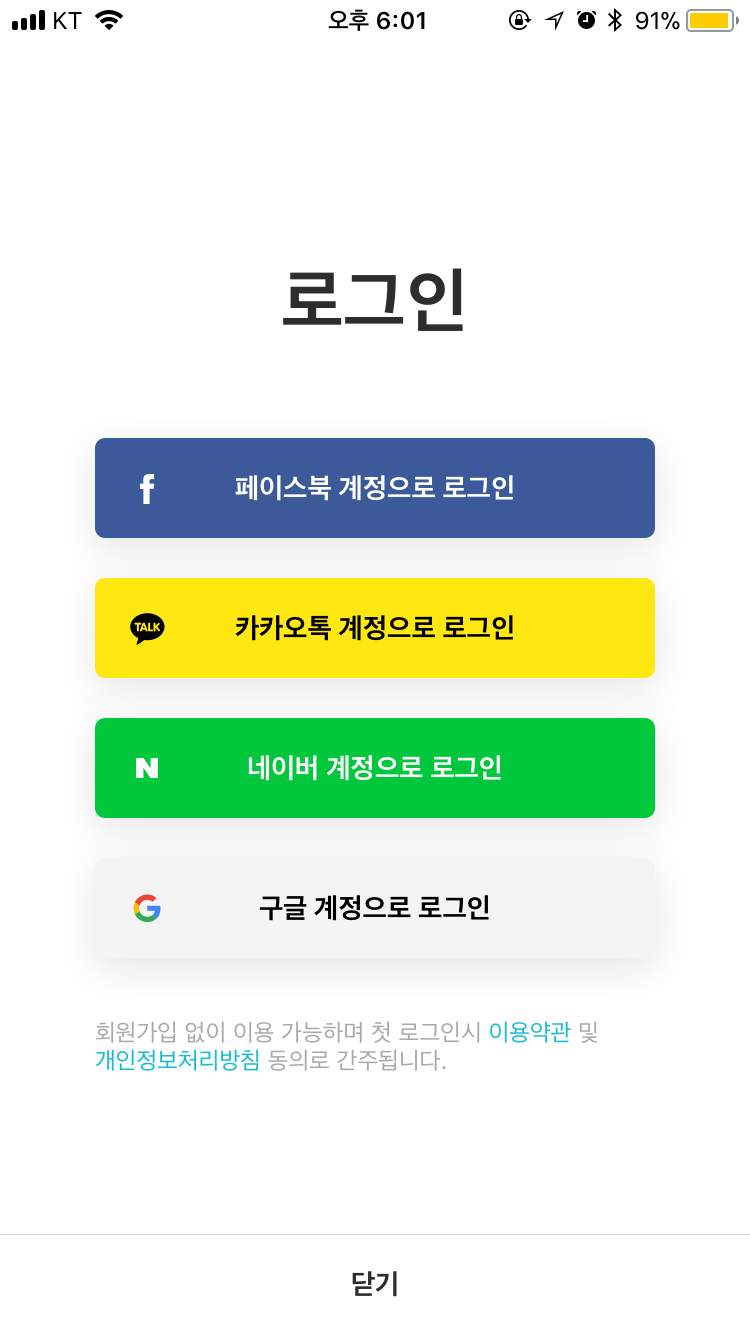 KT 오후 6:01 91%
로그인
f 페이스북 계정으로 로그인
TALK 카카오톡 계정으로 로그인
N 네이버 계정으로 로그인
G 구글 계정으로 로그인
회원가입 없이 이용 가능하며 첫 로그인시 이용약관 및
개인정보처리방침 동의로 간주됩니다.
닫기